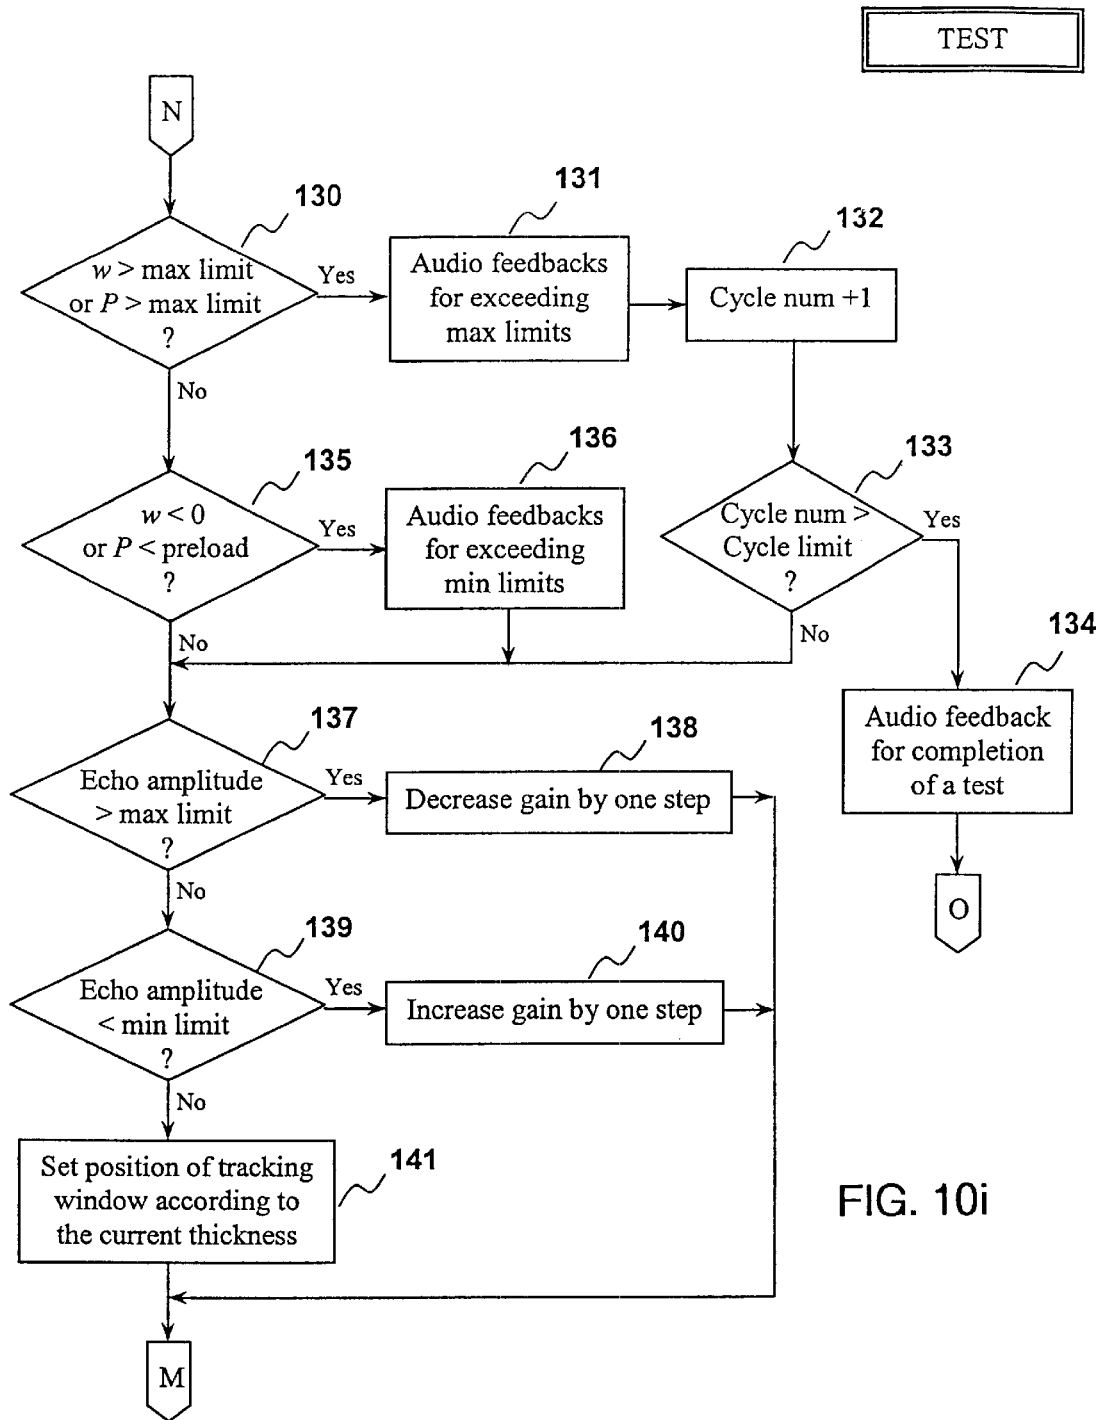 TEST
N
130
w > max limit
or P > max limit
?
Yes
No
131
Audio feedbacks
for exceeding
max limits
132
Cycle num +1
133
Cycle num >
Cycle limit
?
Yes
No
134
Audio feedback
for completion
of a test
O
135
w < 0
or P < preload
?
Yes
No
136
Audio feedbacks
for exceeding
min limits
137
Echo amplitude
> max limit
?
Yes
No
138
Decrease gain by one step
139
Echo amplitude
< min limit
?
Yes
No
140
Increase gain by one step
141
Set position of tracking
window according to
the current thickness
M
FIG. 10i